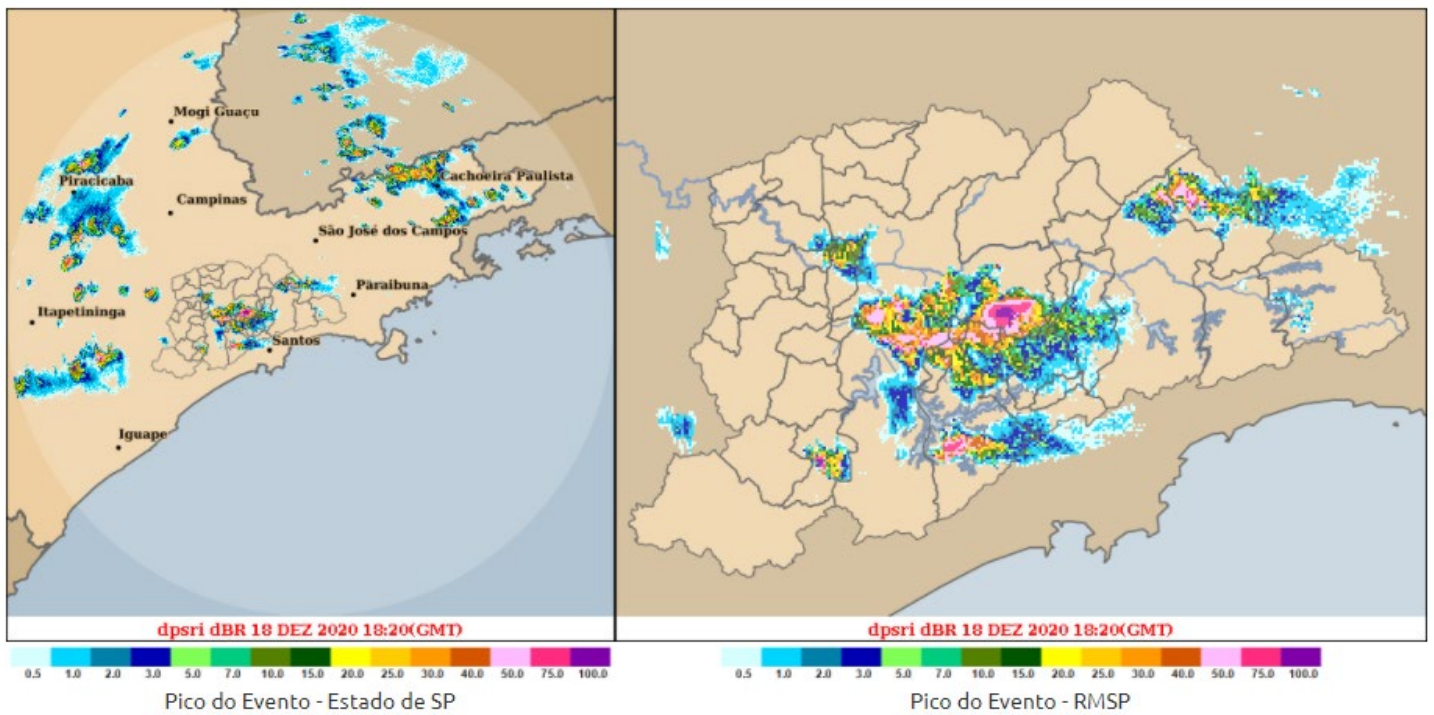 Mogi Guaçu
Piracicaba
Cachoeira Paulista
Campinas
São José dos Campos
Paraibuna
Itapetininga
Santos
Iguape
dpsri dBR 18 DEZ 2020 18:20(GMT)
dpsri dBR 18 DEZ 2020 18:20(GMT)
0.5 1.0 2.0 3.0 5.0 7.0 10.0 15.0 20.0 25.0 30.0 40.0 50.0 75.0 100.0
0.5 1.0 2.0 3.0 5.0 7.0 10.0 15.0 20.0 25.0 30.0 40.0 50.0 75.0 100.0
Pico do Evento - Estado de SP
Pico do Evento - RMSP